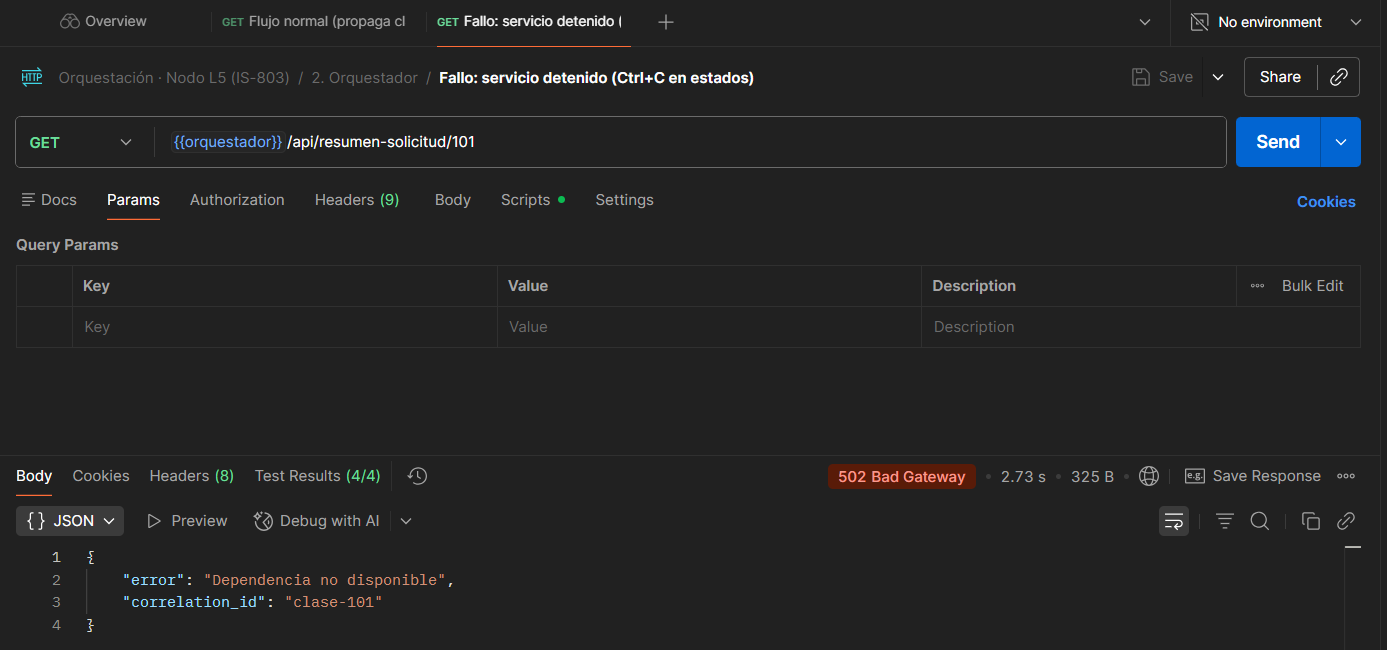 Overview
GET Flujo normal (propaga cl
GET Fallo: servicio detenido (
No environment
HTTP Orquestación · Nodo L5 (IS-803) / 2. Orquestador / Fallo: servicio detenido (Ctrl+C en estados)
Save
Share
GET
{{orquestador}} /api/resumen-solicitud/101
Send
Docs Params Authorization Headers (9) Body Scripts Settings
Cookies
Query Params
Key Value Description Bulk Edit
Key Value Description
Body Cookies Headers (8) Test Results (4/4)
502 Bad Gateway • 2.73 s • 325 B
e.g. Save Response
{} JSON Preview Debug with AI
1 {
2 "error": "Dependencia no disponible",
3 "correlation_id": "clase-101"
4 }